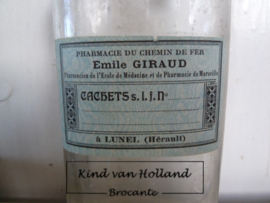 PHARMACIE DU CHEMIN DE FER
Emile GIRAUD
Pharmacien de l'Ecole de Médecine et de Pharmacie de Marseille
CACHETS s. l. f. No
à LUNEL (Hérault)
Kind van Holland
Brocante